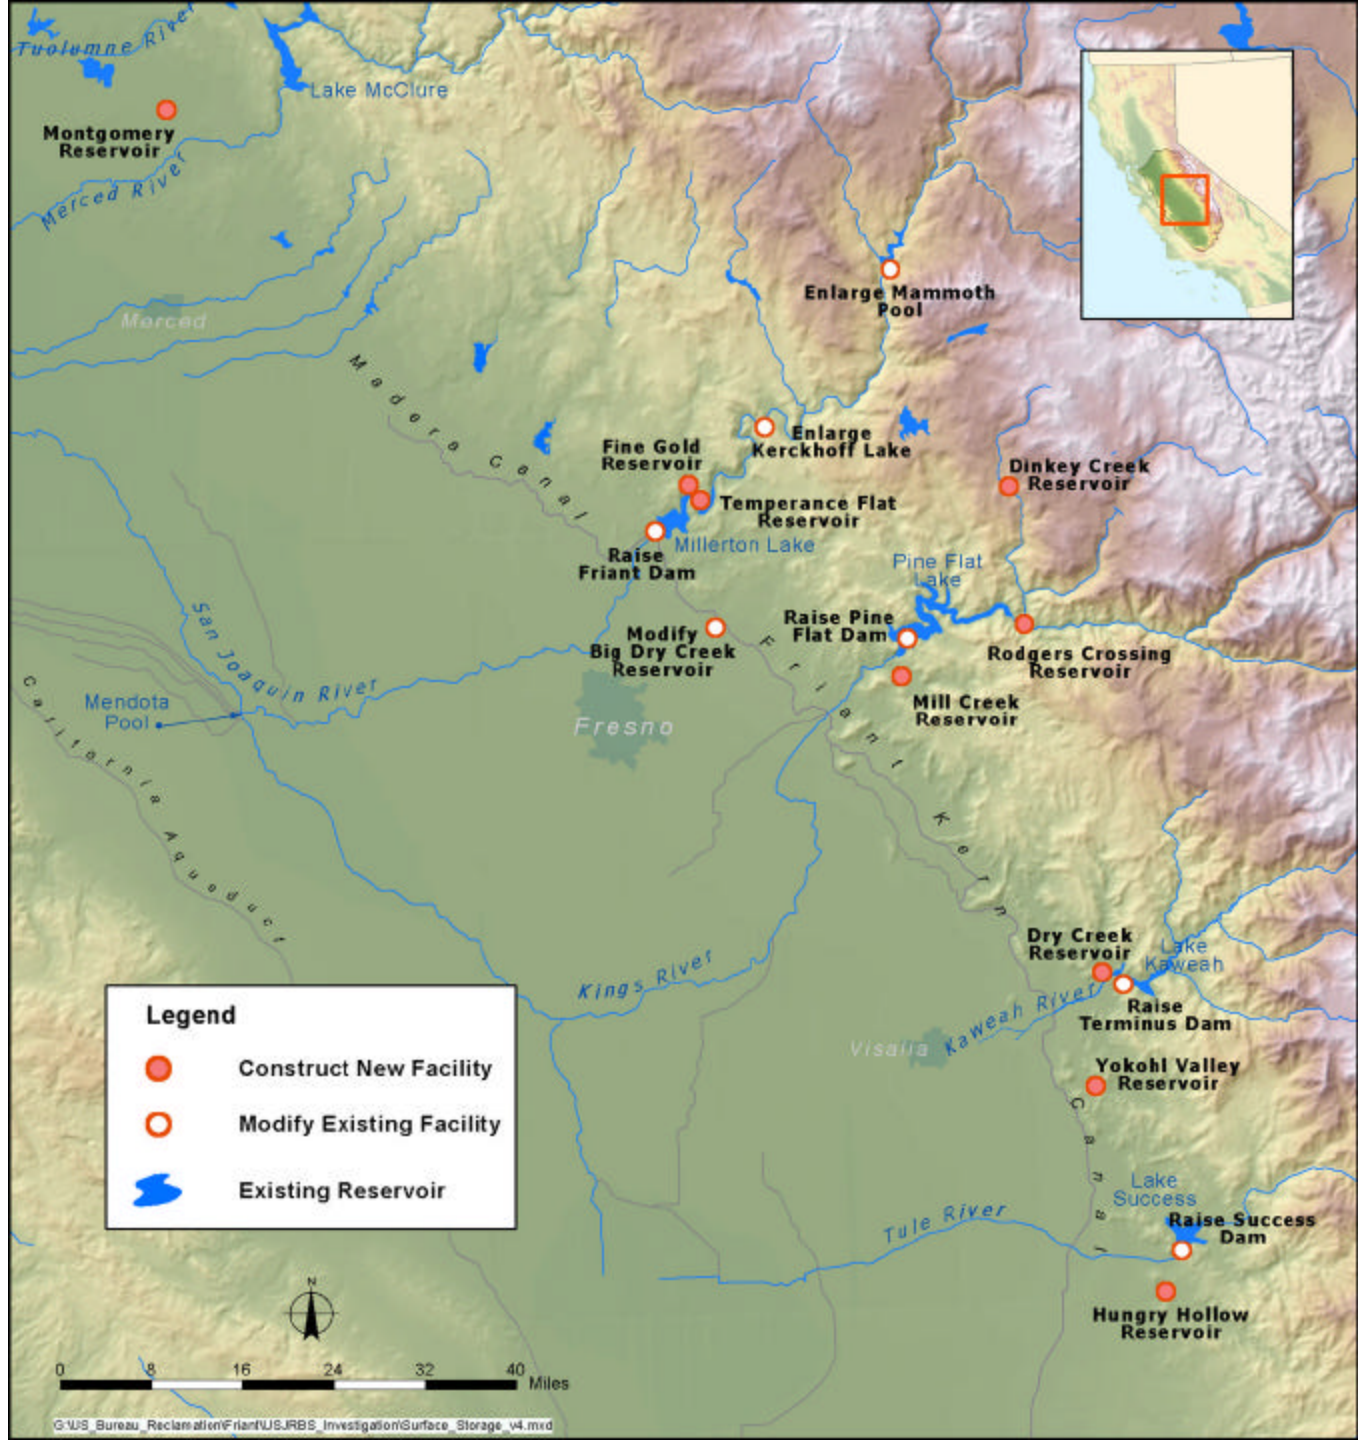 Tuolumne River
Lake McClure
Montgomery
Reservoir
Merced River
Merced
Enlarge Mammoth
Pool
Madera Canal
Enlarge
Kerckhoff Lake
Fine Gold
Reservoir
Temperance Flat
Reservoir
Millerton Lake
Raise
Friant Dam
Dinkey Creek
Reservoir
Pine Flat
Lake
Raise Pine
Flat Dam
Rodgers Crossing
Reservoir
Modify
Big Dry Creek
Reservoir
Mill Creek
Reservoir
San Joaquin River
Mendota
Pool
Fresno
California Aqueduct
Friant Kern Canal
Kings River
Dry Creek
Reservoir
Lake
Kaweah
Raise
Terminus Dam
Kaweah River
Visalia
Yokohl Valley
Reservoir
Lake
Success
Raise Success
Dam
Tule River
Hungry Hollow
Reservoir
Legend
Construct New Facility
Modify Existing Facility
Existing Reservoir
N
0 8 16 24 32 40
Miles
G:\US_Bureau_Reclamation\Friant\USJRBS_Investigation\Surface_Storage_v4.mxd